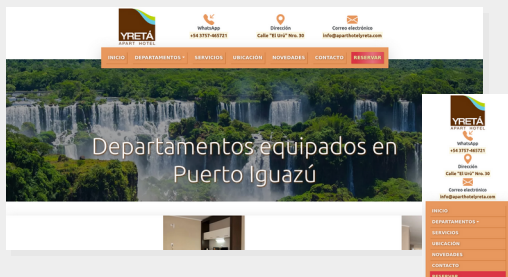 YRETÁ
APART HOTEL
WhatsApp
+54 3757-465721
Dirección
Calle "El Urú" Nro. 30
Correo electrónico
info@aparthotelyreta.com
INICIO DEPARTAMENTOS SERVICIOS UBICACIÓN NOVEDADES CONTACTO RESERVAR
Departamentos equipados en
Puerto Iguazú
YRETÁ
APART HOTEL
WhatsApp
+54 3757-465721
Dirección
Calle "El Urú" Nro. 30
Correo electrónico
info@aparthotelyreta.com
INICIO
DEPARTAMENTOS
SERVICIOS
UBICACIÓN
NOVEDADES
CONTACTO
RESERVAR